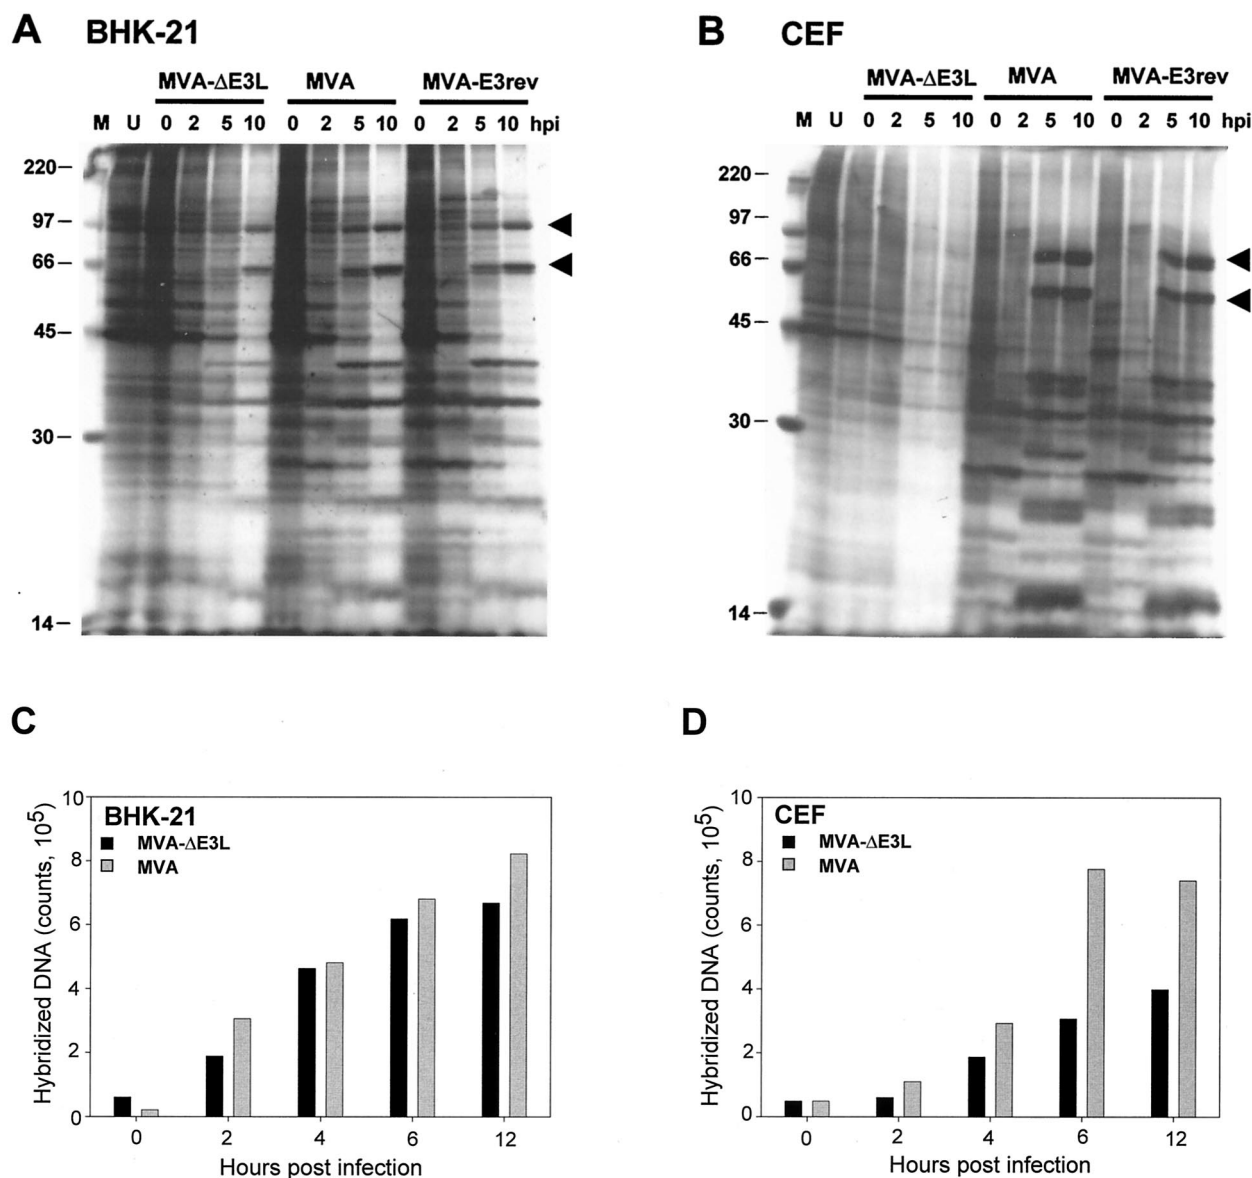 A BHK-21
MVA-ΔE3L MVA MVA-E3rev
M U 0 2 5 10 0 2 5 10 0 2 5 10 hpi
220
97
66
45
30
14
B CEF
MVA-ΔE3L MVA MVA-E3rev
M U 0 2 5 10 0 2 5 10 0 2 5 10 hpi
220
97
66
45
30
14
C
BHK-21
MVA-ΔE3L
MVA
Hybridized DNA (counts, 10⁵)
10
8
6
4
2
0
0 2 4 6 12
Hours post infection
D
CEF
MVA-ΔE3L
MVA
Hybridized DNA (counts, 10⁵)
10
8
6
4
2
0
0 2 4 6 12
Hours post infection